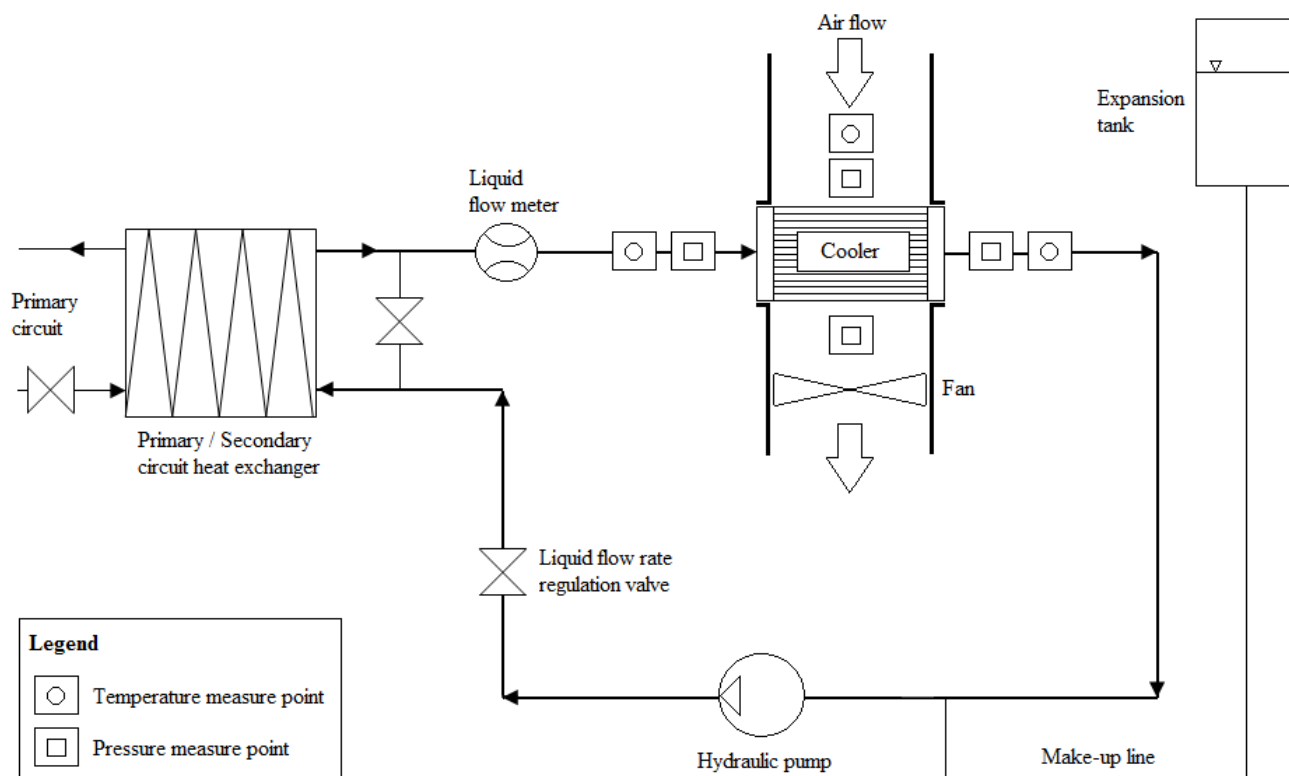 Air flow
Expansion
tank
Liquid
flow meter
Cooler
Primary
circuit
Fan
Primary / Secondary
circuit heat exchanger
Liquid flow rate
regulation valve
Legend
Temperature measure point
Pressure measure point
Hydraulic pump
Make-up line